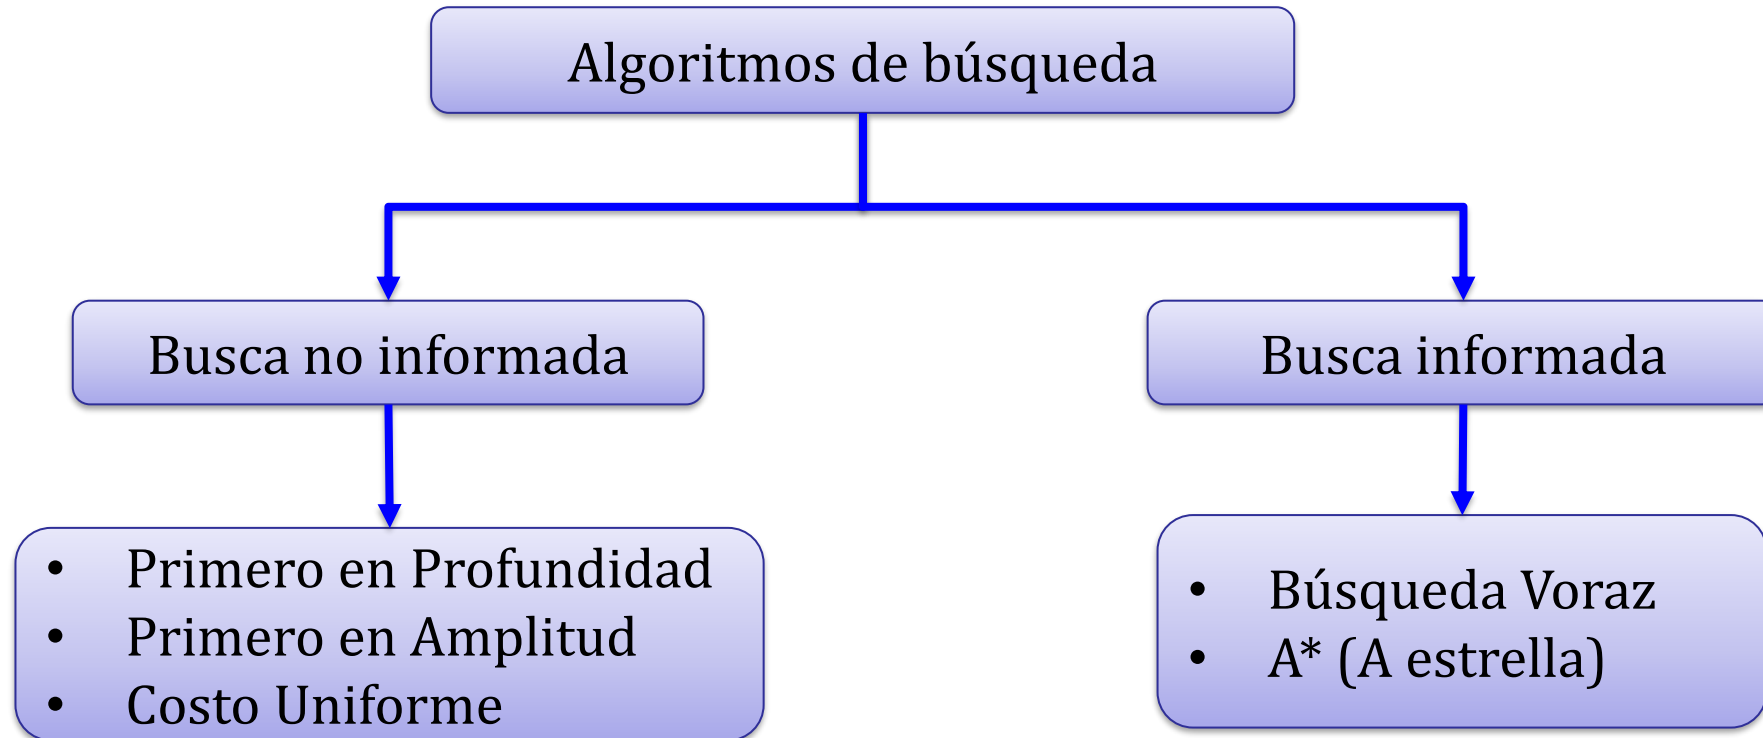 Algoritmos de búsqueda
Busca no informada
Busca informada
• Primero en Profundidad
• Primero en Amplitud
• Costo Uniforme
• Búsqueda Voraz
• A* (A estrella)